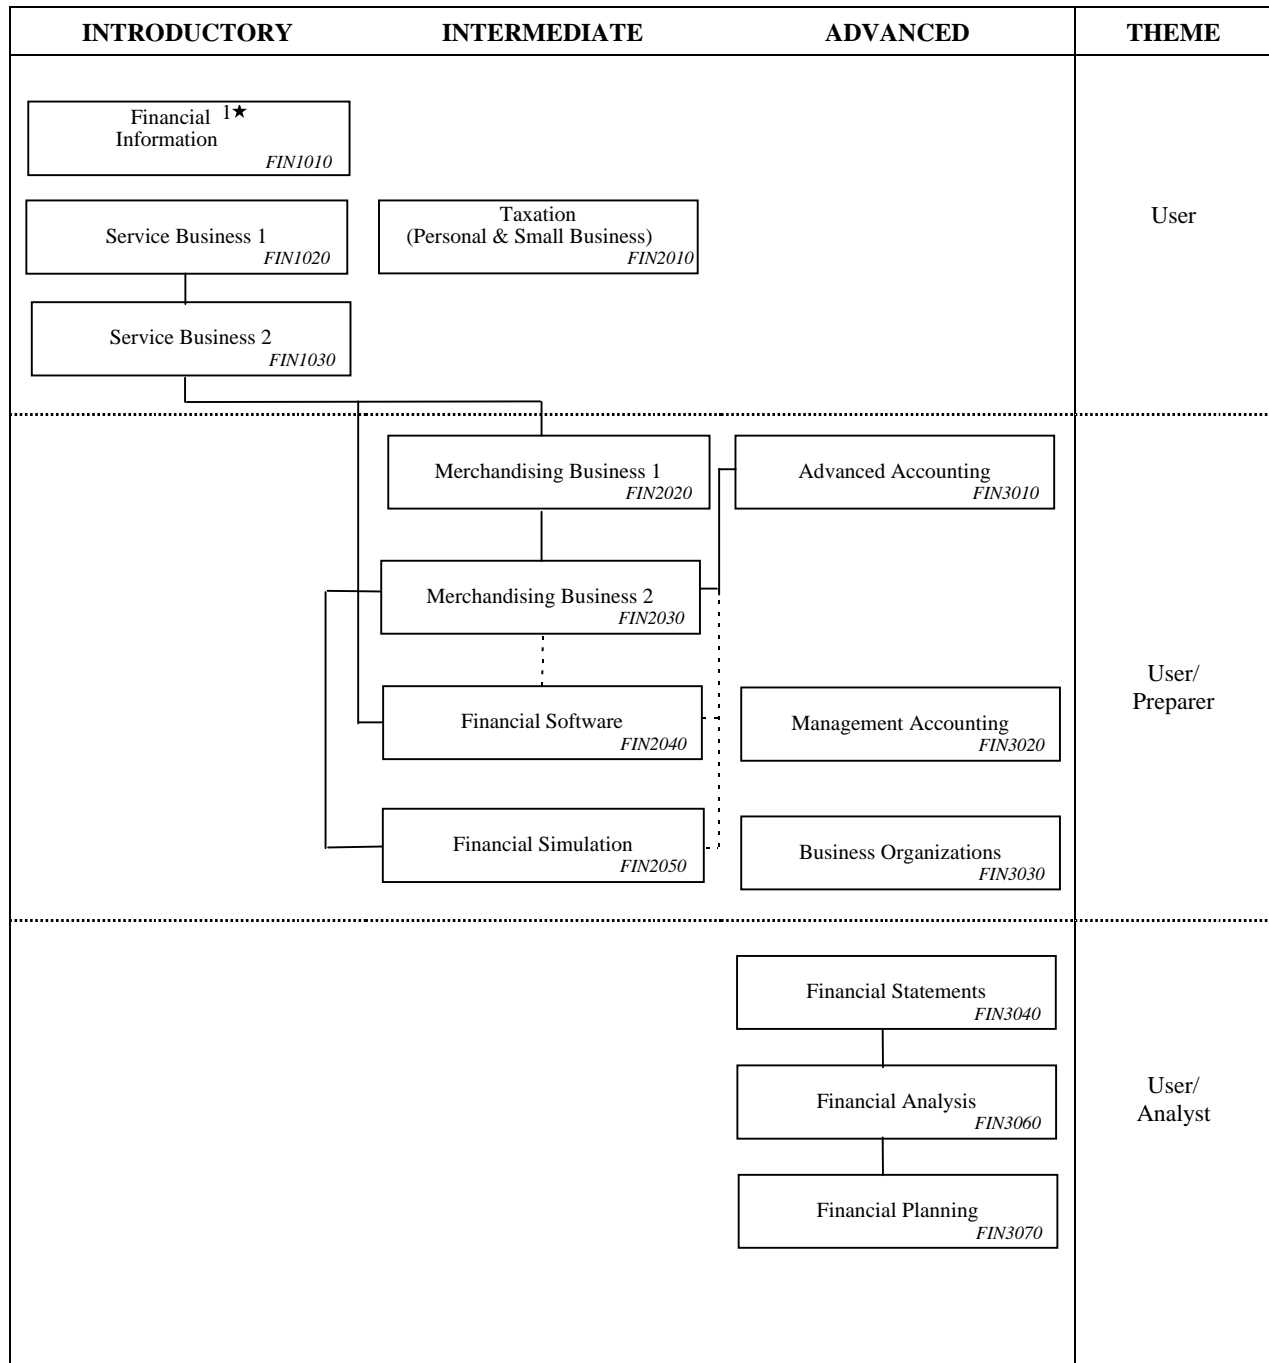 INTRODUCTORY INTERMEDIATE ADVANCED THEME
Financial 1★
Information
FIN1010
Service Business 1
FIN1020
Taxation
(Personal & Small Business)
FIN2010
User
Service Business 2
FIN1030
Merchandising Business 1
FIN2020
Advanced Accounting
FIN3010
Merchandising Business 2
FIN2030
Financial Software
FIN2040
Management Accounting
FIN3020
User/
Preparer
Financial Simulation
FIN2050
Business Organizations
FIN3030
Financial Statements
FIN3040
Financial Analysis
FIN3060
User/
Analyst
Financial Planning
FIN3070